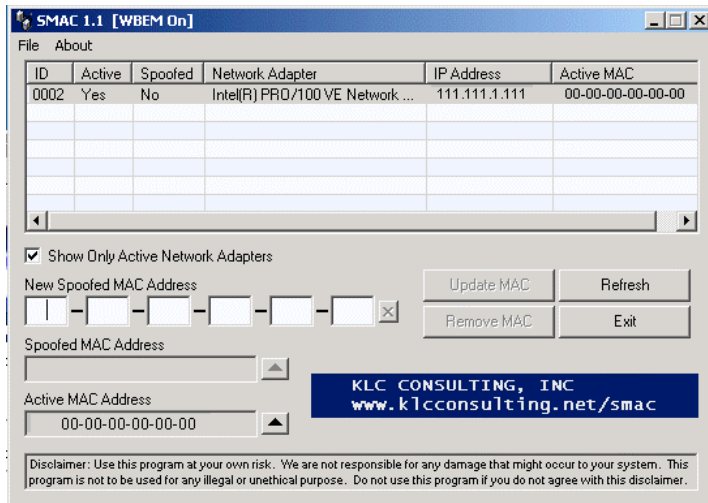 SMAC 1.1 [WBEM On]
File About
ID Active Spoofed Network Adapter IP Address Active MAC
0002 Yes No Intel(R) PRO/100 VE Network ... 111.111.1.111 00-00-00-00-00-00
Show Only Active Network Adapters
New Spoofed MAC Address
Update MAC Refresh
Remove MAC Exit
Spoofed MAC Address
KLC CONSULTING, INC
www.klcconsulting.net/smac
Active MAC Address
00-00-00-00-00-00
Disclaimer: Use this program at your own risk. We are not responsible for any damage that might occur to your system. This
program is not to be used for any illegal or unethical purpose. Do not use this program if you do not agree with this disclaimer.